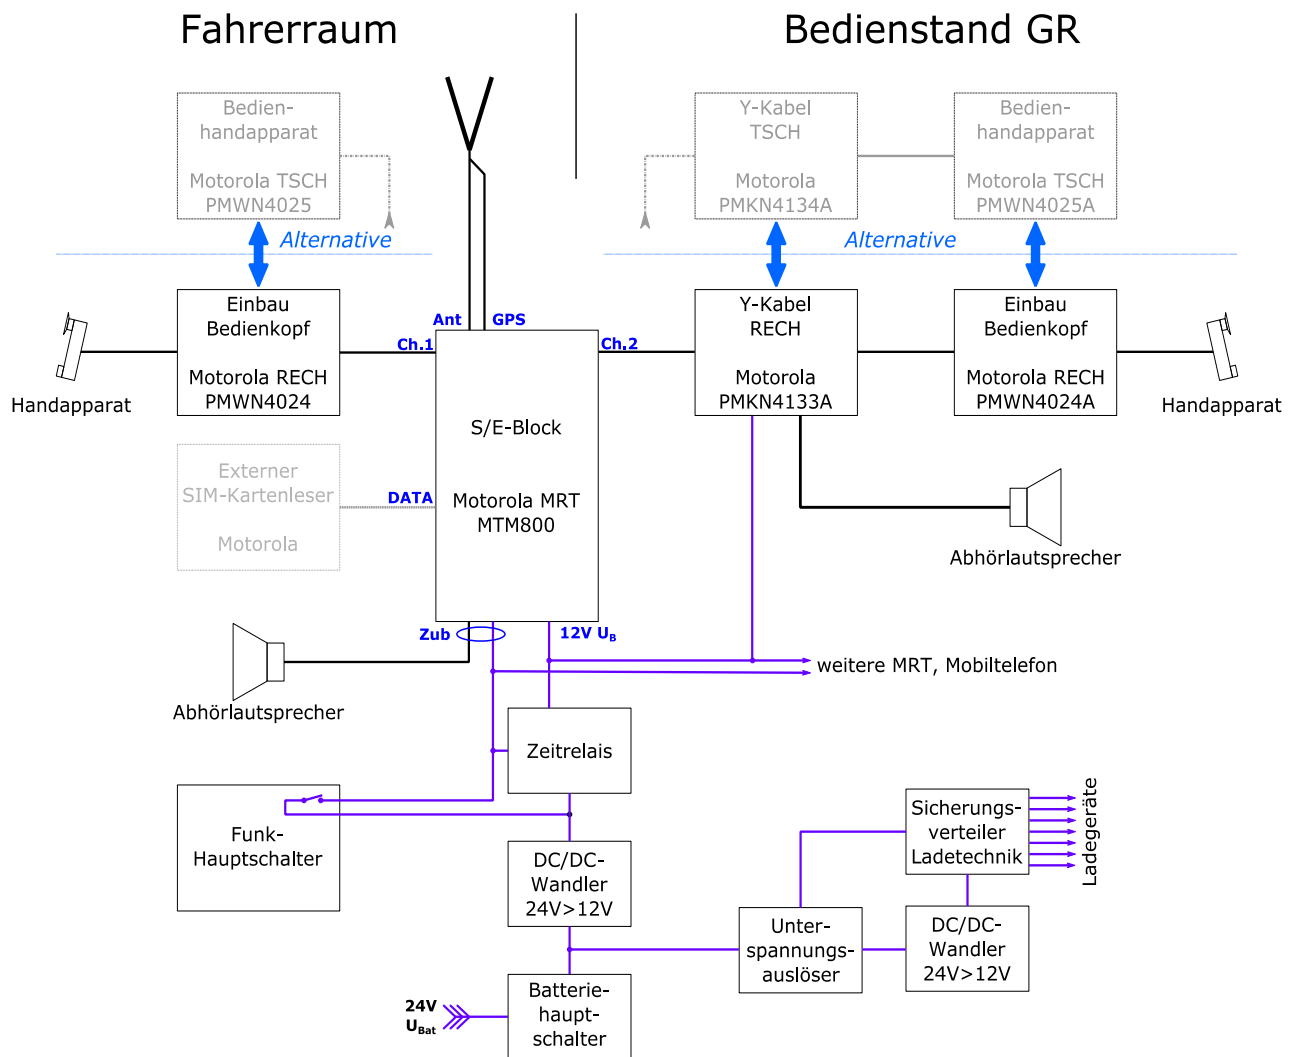 Fahrerraum
Bedienstand GR
Bedien-
handapparat
Motorola TSCH
PMWN4025
Y-Kabel
TSCH
Motorola
PMKN4134A
Bedien-
handapparat
Motorola TSCH
PMWN4025A
Alternative
Alternative
Einbau
Bedienkopf
Motorola RECH
PMWN4024
Handapparat
Ant
GPS
Ch.1
Ch.2
S/E-Block
Motorola MRT
MTM800
Y-Kabel
RECH
Motorola
PMKN4133A
Einbau
Bedienkopf
Motorola RECH
PMWN4024A
Handapparat
Externer
SIM-Kartenleser
Motorola
DATA
Abhörlautsprecher
Zub
12V UB
weitere MRT, Mobiltelefon
Abhörlautsprecher
Zeitrelais
Funk-
Hauptschalter
DC/DC-
Wandler
24V>12V
Sicherungs-
verteiler
Ladetechnik
Ladegeräte
Unter-
spannungs-
auslöser
DC/DC-
Wandler
24V>12V
24V
UBat
Batterie-
haupt-
schalter